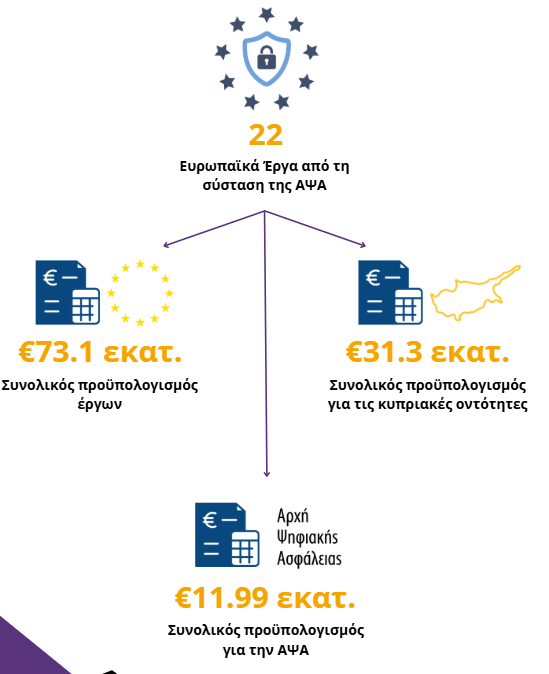 22
Ευρωπαϊκά Έργα από τη
σύσταση της ΑΨΑ
€73.1 εκατ.
Συνολικός προϋπολογισμός
έργων
€31.3 εκατ.
Συνολικός προϋπολογισμός
για τις κυπριακές οντότητες
Αρχή
Ψηφιακής
Ασφάλειας
€11.99 εκατ.
Συνολικός προϋπολογισμός
για την ΑΨΑ